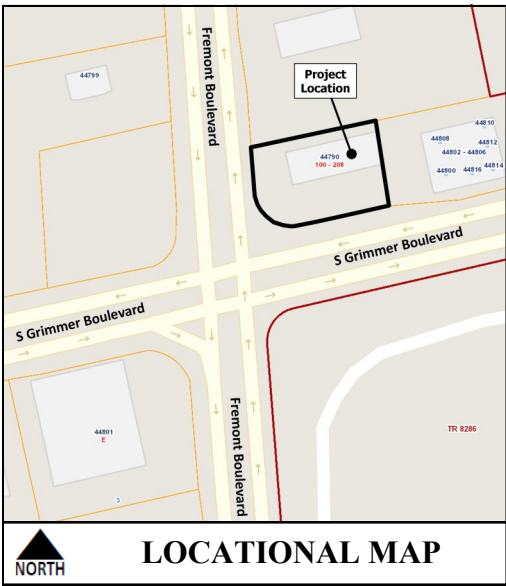 Fremont Boulevard
44799
Project
Location
44790
100 - 208
44810
44808
44812
44802 - 44806
44800
44816
44814
S Grimmer Boulevard
S Grimmer Boulevard
Fremont Boulevard
44801
E
TR 8286
3
NORTH
LOCATIONAL MAP